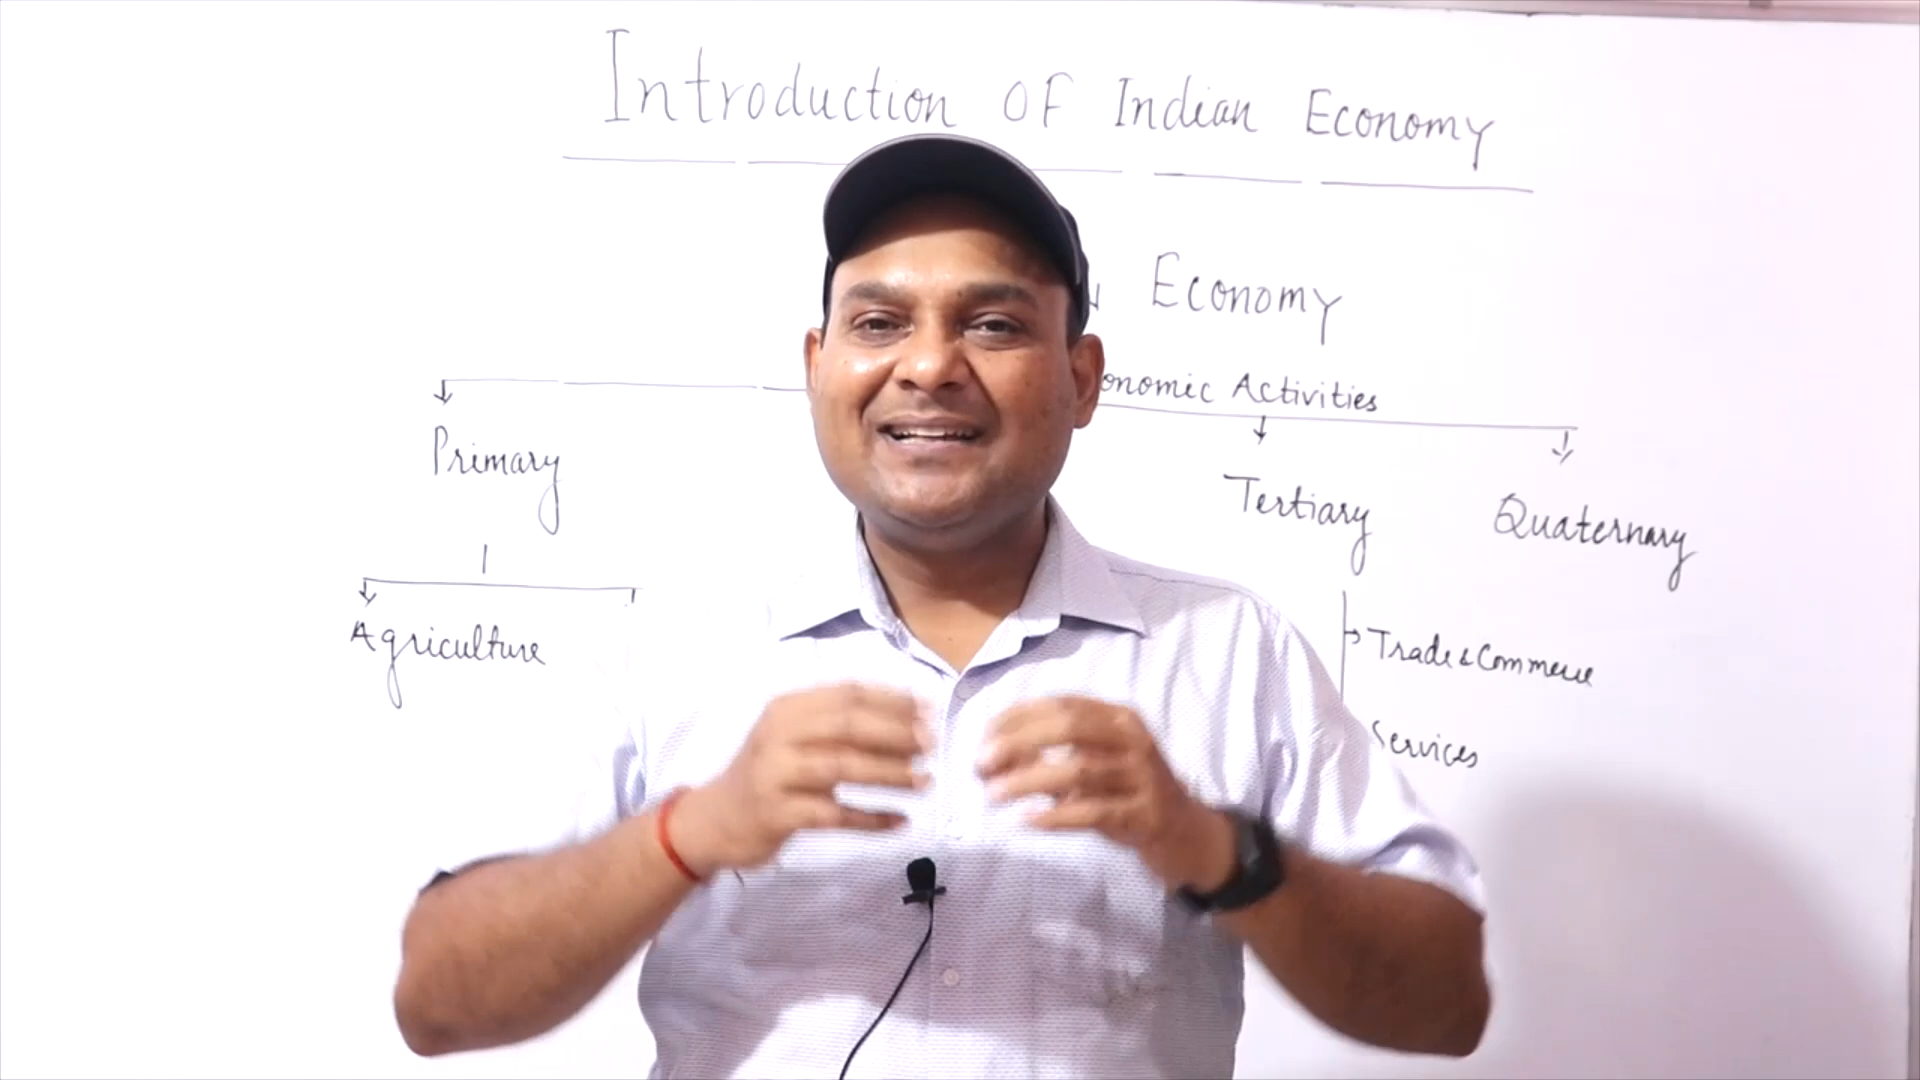 Introduction OF Indian Economy
Economy
onomic Activities
Primary
Tertiary
Quaternary
Agriculture
Trade & Commerce
Services